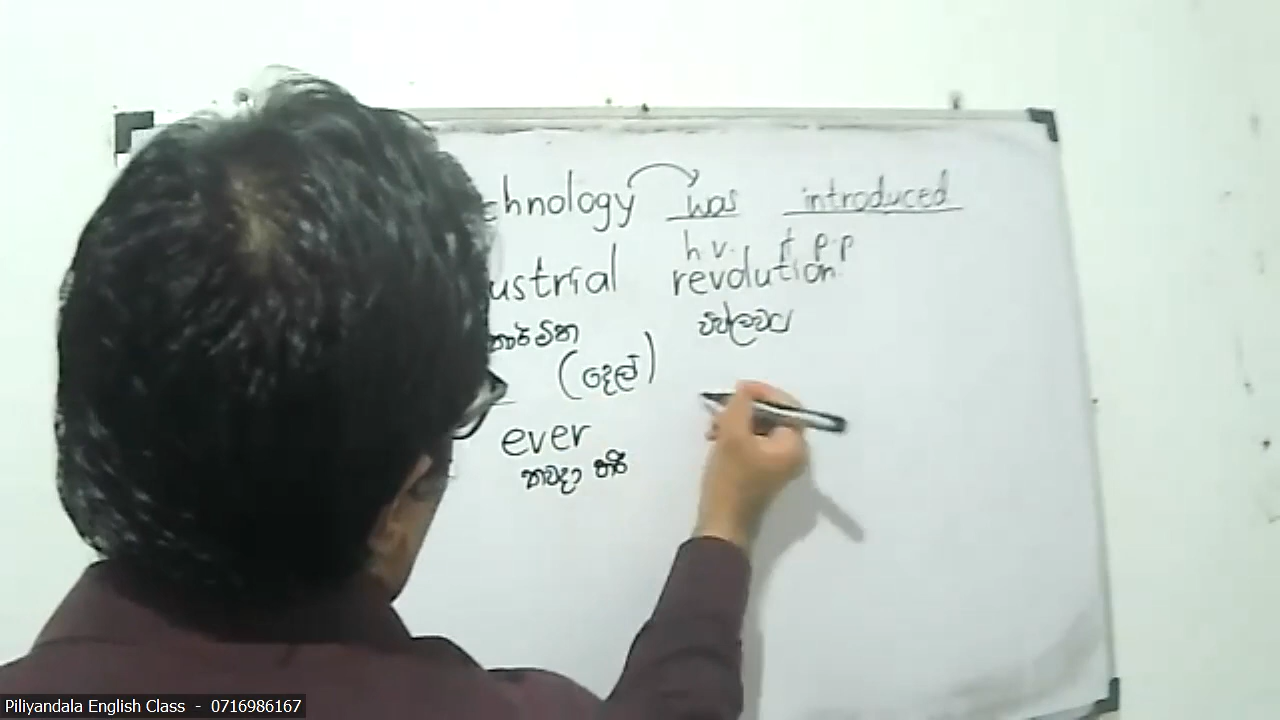 chnology was introduced
h.v. + p.p
ustrial revolution.
කාර්මික විප්ලවය
(දෙල්)
ever
කවදා හරි
Piliyandala English Class - 0716986167